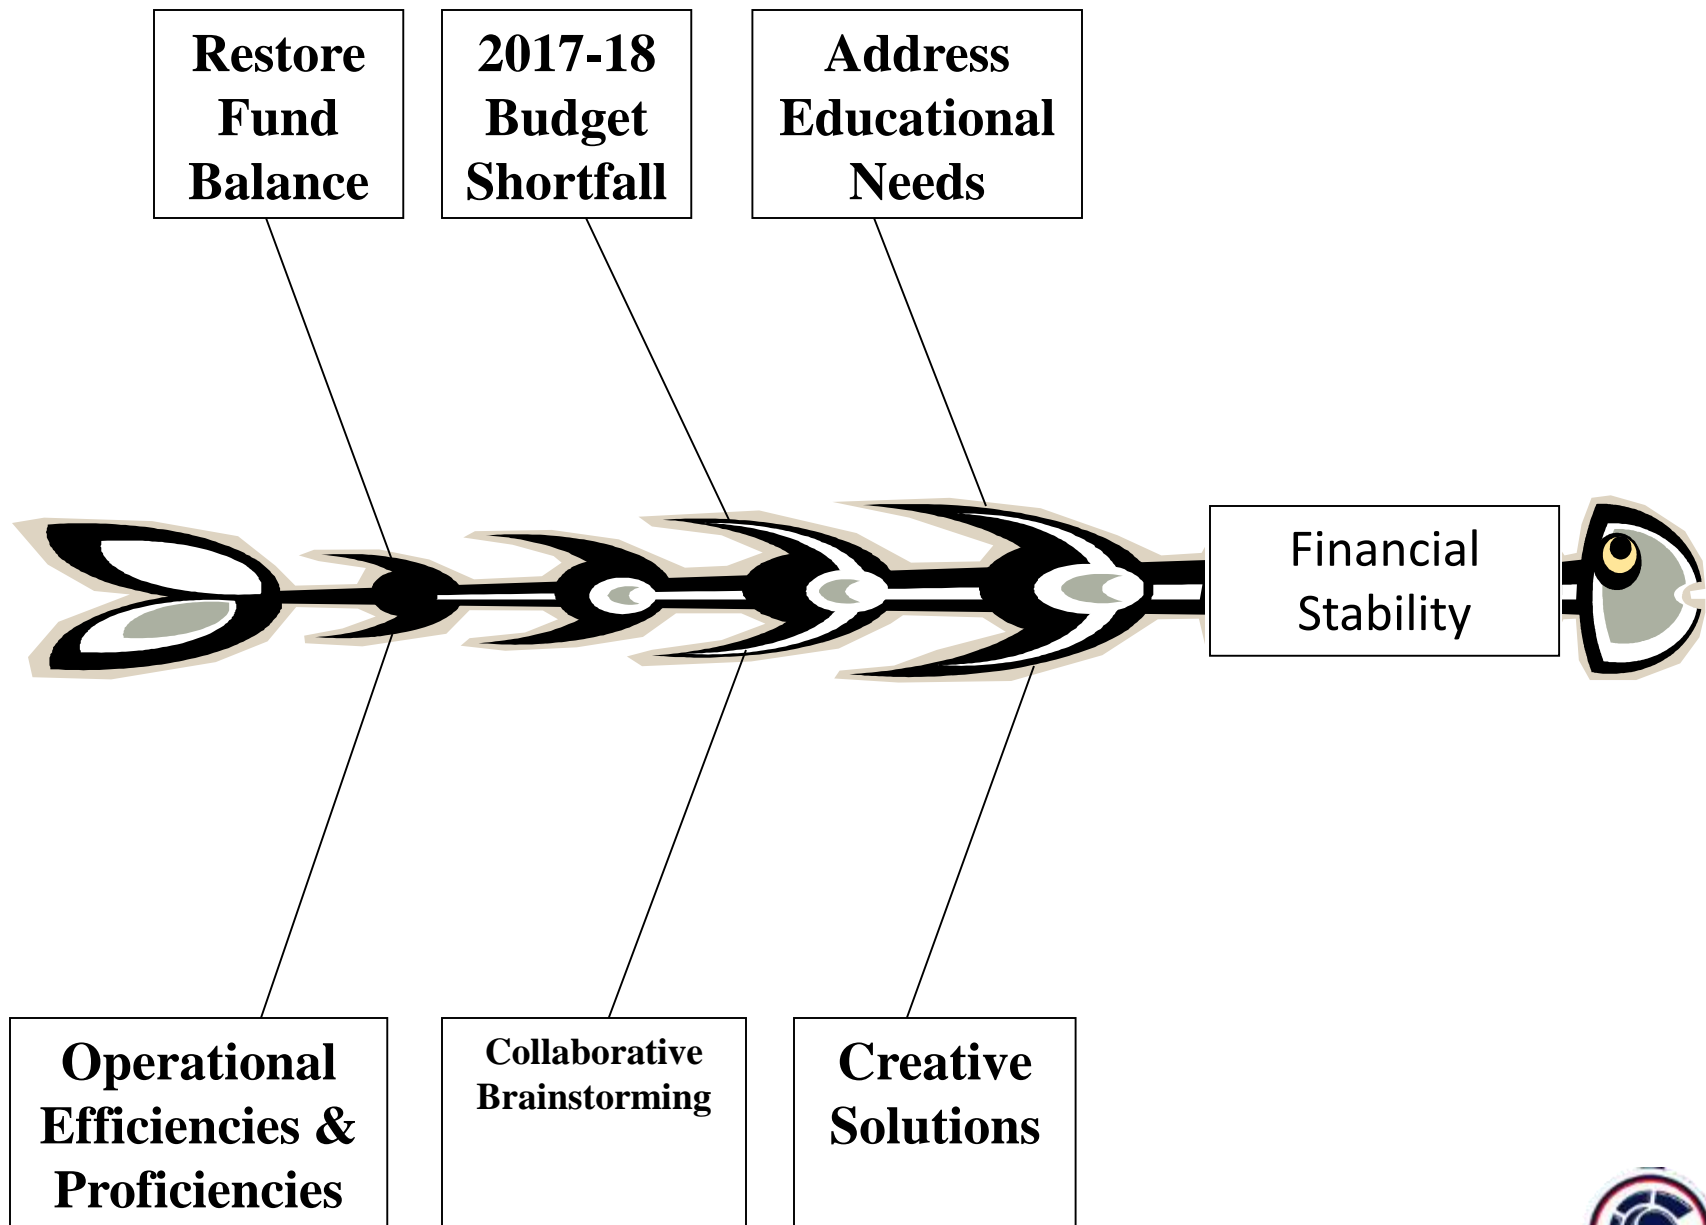 Restore
Fund
Balance
2017-18
Budget
Shortfall
Address
Educational
Needs
Financial
Stability
Operational
Efficiencies &
Proficiencies
Collaborative
Brainstorming
Creative
Solutions